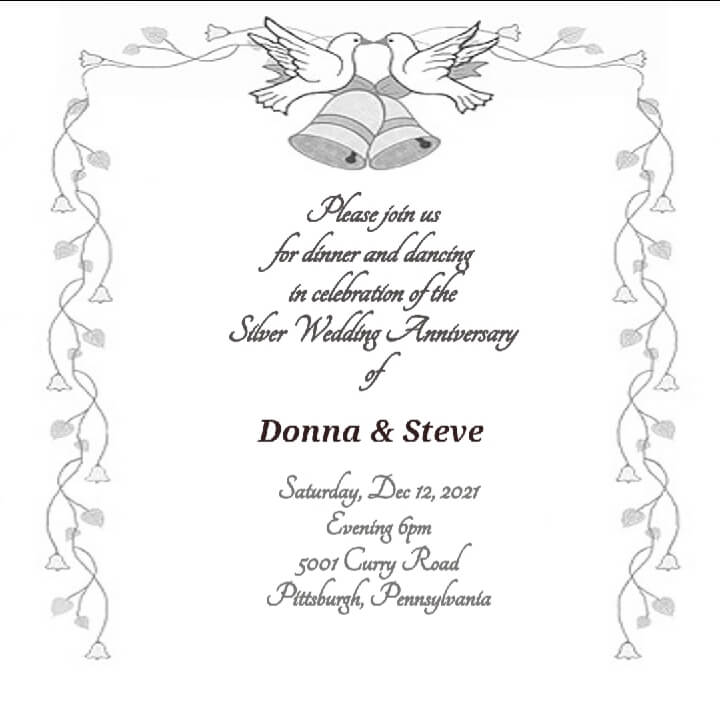 Please join us
for dinner and dancing
in celebration of the
Silver Wedding Anniversary
of
Donna & Steve
Saturday, Dec 12, 2021
Evening 6pm
5001 Curry Road
Pittsburgh, Pennsylvania